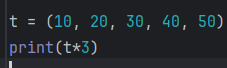 t = (10, 20, 30, 40, 50)
print(t*3)